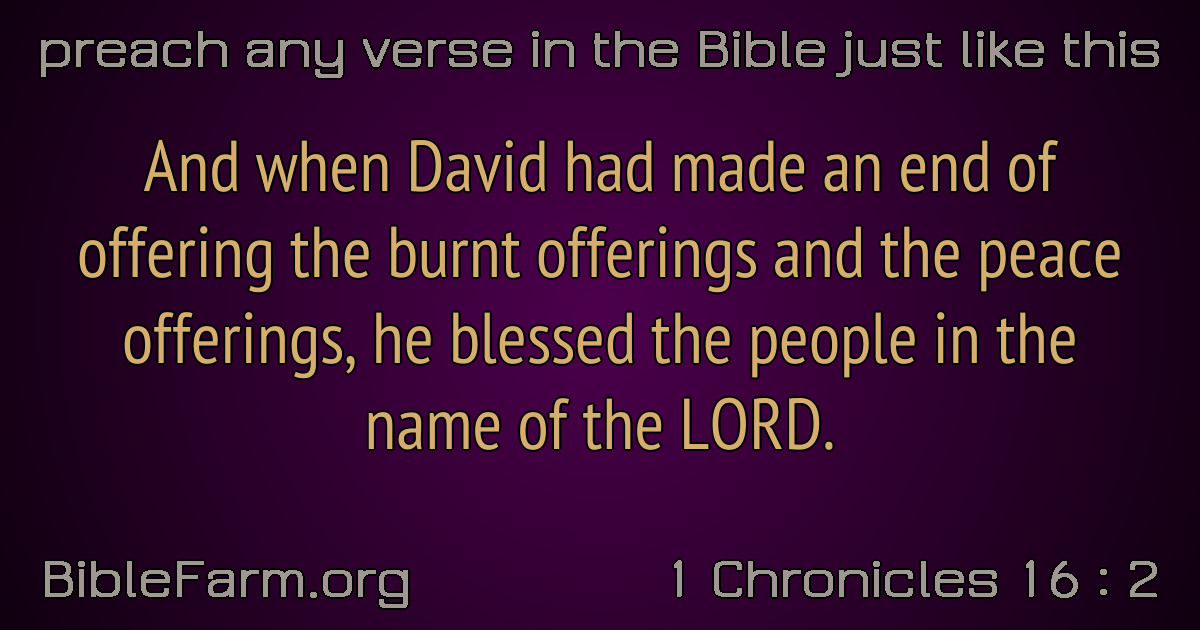 preach any verse in the Bible just like this
And when David had made an end of
offering the burnt offerings and the peace
offerings, he blessed the people in the
name of the LORD.
BibleFarm.org
1 Chronicles 16 : 2